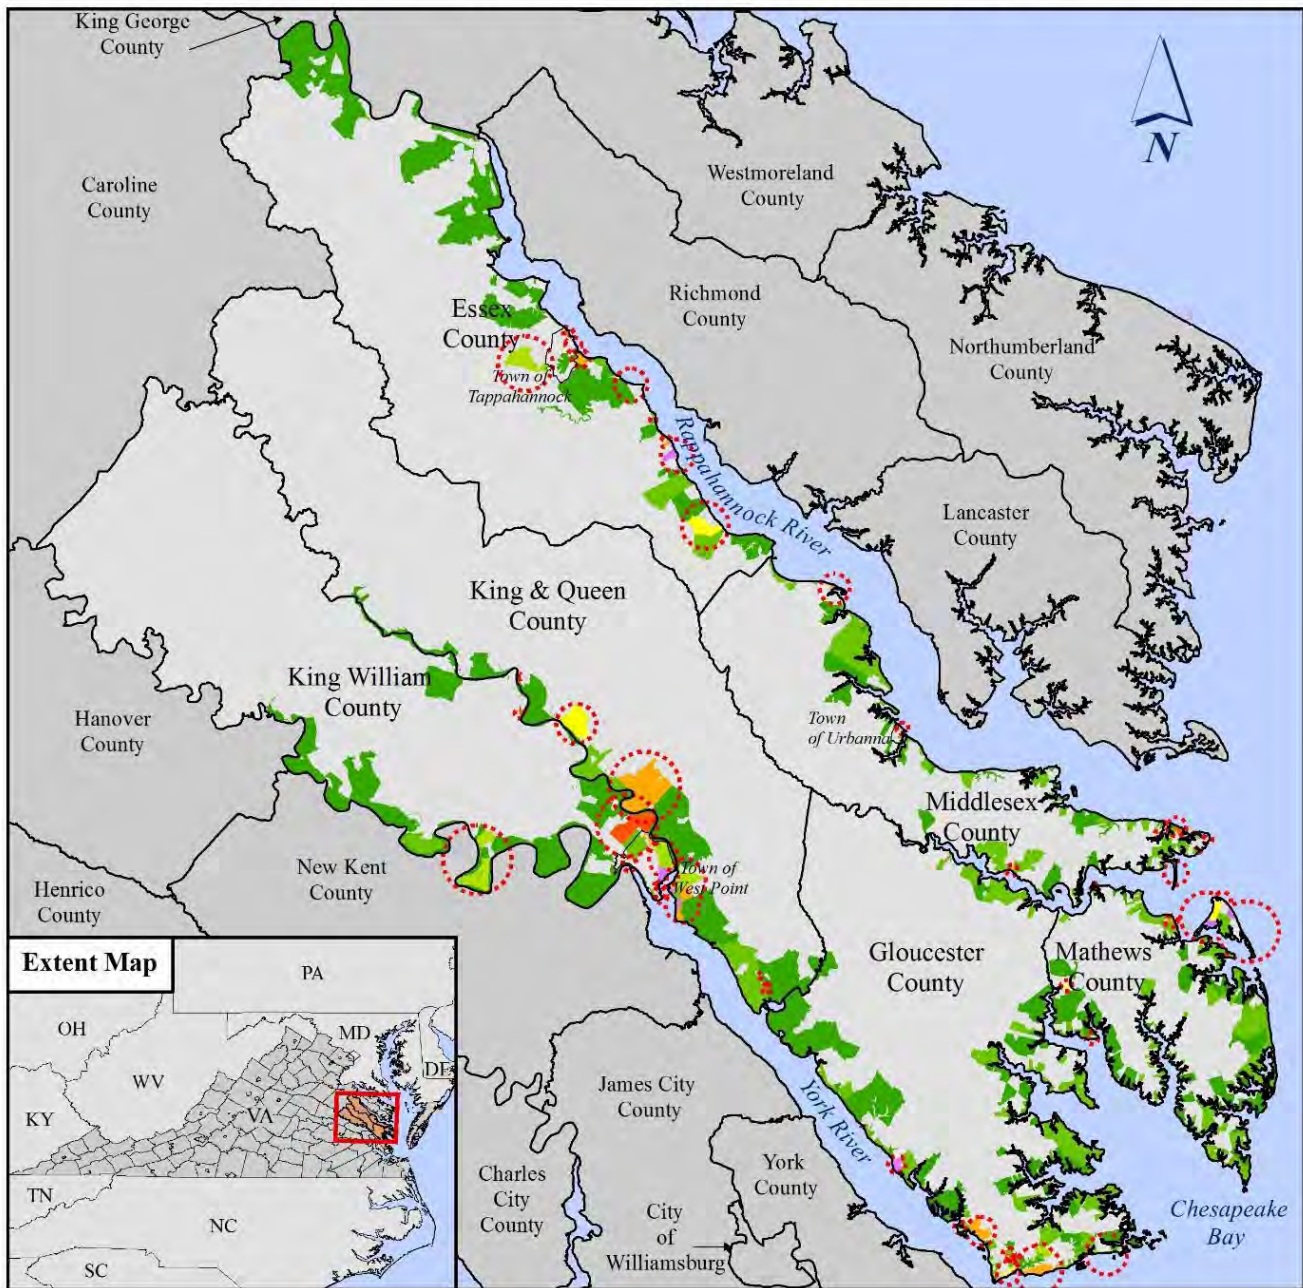 King George
County
N
Westmoreland
County
Caroline
County
Richmond
County
Essex
County
Northumberland
County
Town of
Tappahannock
Rappahannock River
Lancaster
County
King & Queen
County
King William
County
Hanover
County
Town
of Urbanna
Middlesex
County
New Kent
County
Town of
West Point
Henrico
County
Gloucester
County
Mathews
County
Extent Map
PA
OH
MD
DE
WV
KY
VA
TN
NC
SC
James City
County
York River
York
County
Charles
City
County
City
of
Williamsburg
Chesapeake
Bay